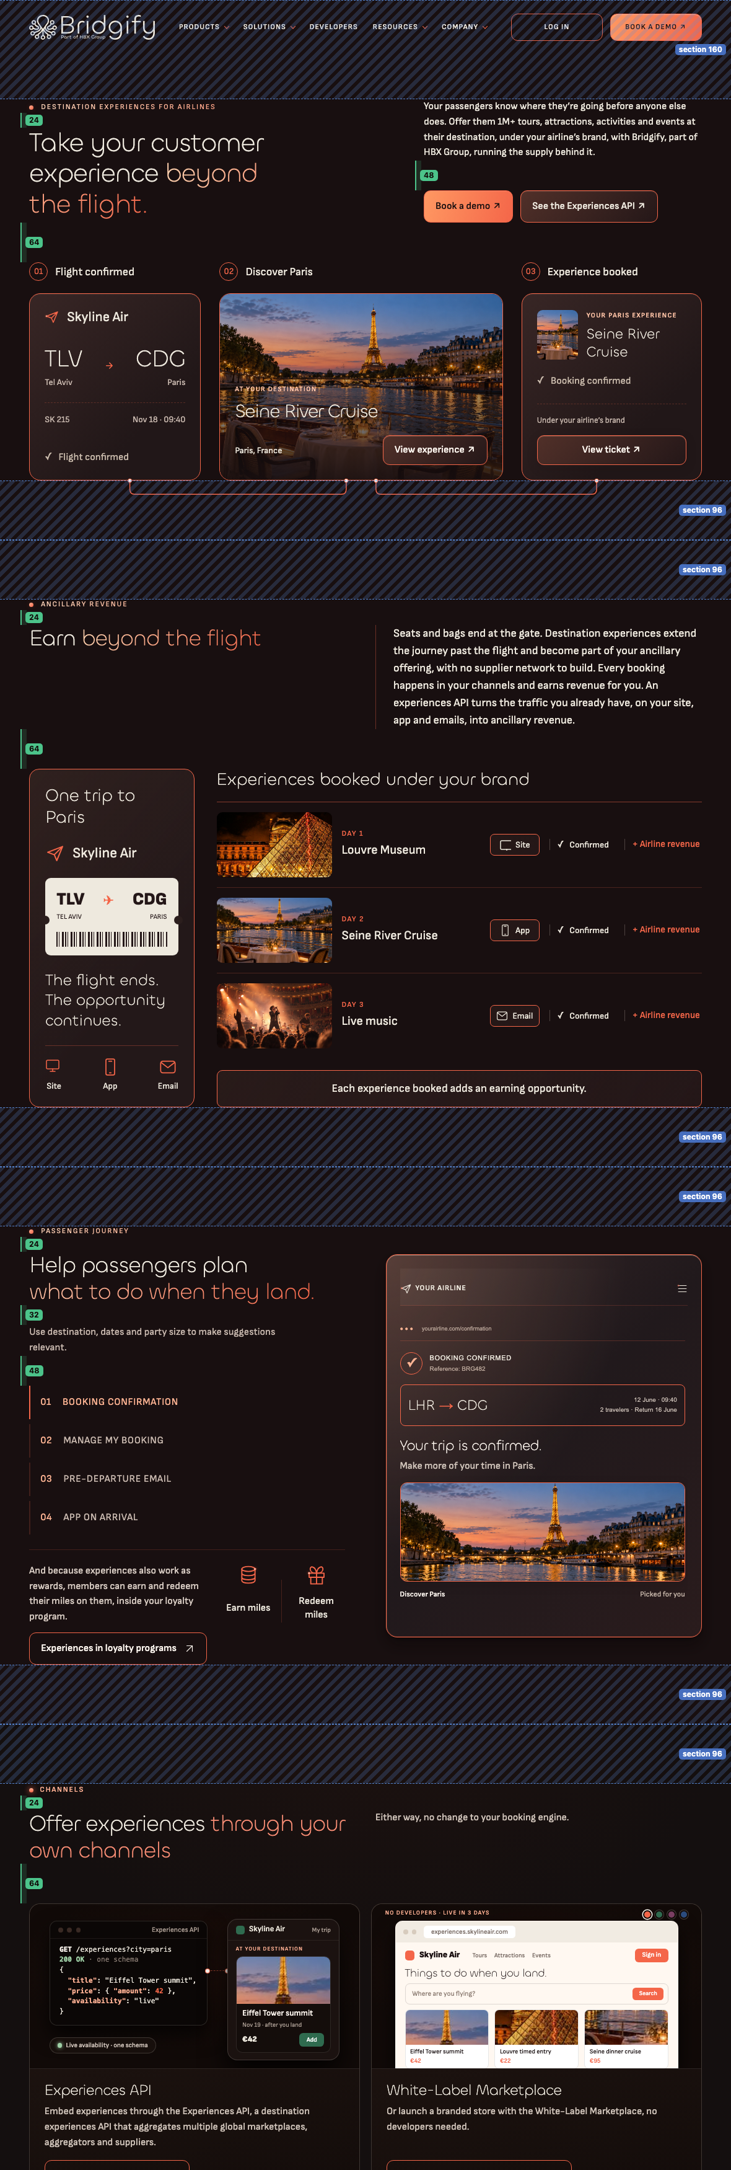 Bridgify
Part of HBX Group
PRODUCTS
SOLUTIONS
DEVELOPERS
RESOURCES
COMPANY
LOG IN
BOOK A DEMO ↗
section 160
DESTINATION EXPERIENCES FOR AIRLINES
24
Take your customer
experience beyond
the flight.
Your passengers know where they're going before anyone else
does. Offer them 1M+ tours, attractions, activities and events at
their destination, under your airline's brand, with Bridgify, part of
HBX Group, running the supply behind it.
48
Book a demo ↗
See the Experiences API ↗
64
01 Flight confirmed
Skyline Air
TLV → CDG
Tel Aviv Paris
SK 215 Nov 18 · 09:40
✓ Flight confirmed
02 Discover Paris
AT YOUR DESTINATION
Seine River Cruise
Paris, France
View experience ↗
03 Experience booked
YOUR PARIS EXPERIENCE
Seine River
Cruise
✓ Booking confirmed
Under your airline's brand
View ticket ↗
section 96
section 96
ANCILLARY REVENUE
24
Earn beyond the flight
Seats and bags end at the gate. Destination experiences extend
the journey past the flight and become part of your ancillary
offering, with no supplier network to build. Every booking
happens in your channels and earns revenue for you. An
experiences API turns the traffic you already have, on your site,
app and emails, into ancillary revenue.
64
One trip to
Paris
Skyline Air
TLV ✈ CDG
TEL AVIV PARIS
The flight ends.
The opportunity
continues.
Site App Email
Experiences booked under your brand
DAY 1
Louvre Museum
Site ✓ Confirmed + Airline revenue
DAY 2
Seine River Cruise
App ✓ Confirmed + Airline revenue
DAY 3
Live music
Email ✓ Confirmed + Airline revenue
Each experience booked adds an earning opportunity.
section 96
section 96
PASSENGER JOURNEY
24
Help passengers plan
what to do when they land.
32
Use destination, dates and party size to make suggestions
relevant.
48
01 BOOKING CONFIRMATION
02 MANAGE MY BOOKING
03 PRE-DEPARTURE EMAIL
04 APP ON ARRIVAL
And because experiences also work as
rewards, members can earn and redeem
their miles on them, inside your loyalty
program.
Earn miles
Redeem
miles
Experiences in loyalty programs ↗
YOUR AIRLINE
yourairline.com/confirmation
✓ BOOKING CONFIRMED
Reference: BRG482
LHR → CDG
12 June · 09:40
2 travelers · Return 16 June
Your trip is confirmed.
Make more of your time in Paris.
Discover Paris
Picked for you
section 96
section 96
CHANNELS
24
Offer experiences through your
own channels
Either way, no change to your booking engine.
64
Experiences API
GET /experiences?city=paris
200 OK · one schema
{
"title": "Eiffel Tower summit",
"price": { "amount": 42 },
"availability": "live"
}
Live availability · one schema
Skyline Air My trip
AT YOUR DESTINATION
Eiffel Tower summit
Nov 19 · after you land
€42 Add
Experiences API
Embed experiences through the Experiences API, a destination
experiences API that aggregates multiple global marketplaces,
aggregators and suppliers.
NO DEVELOPERS · LIVE IN 3 DAYS
experiences.skylineair.com
Skyline Air Tours Attractions Events Sign in
Things to do when you land.
Where are you flying? Search
Eiffel Tower summit
€42
Louvre timed entry
€22
Seine dinner cruise
€95
White-Label Marketplace
Or launch a branded store with the White-Label Marketplace, no
developers needed.